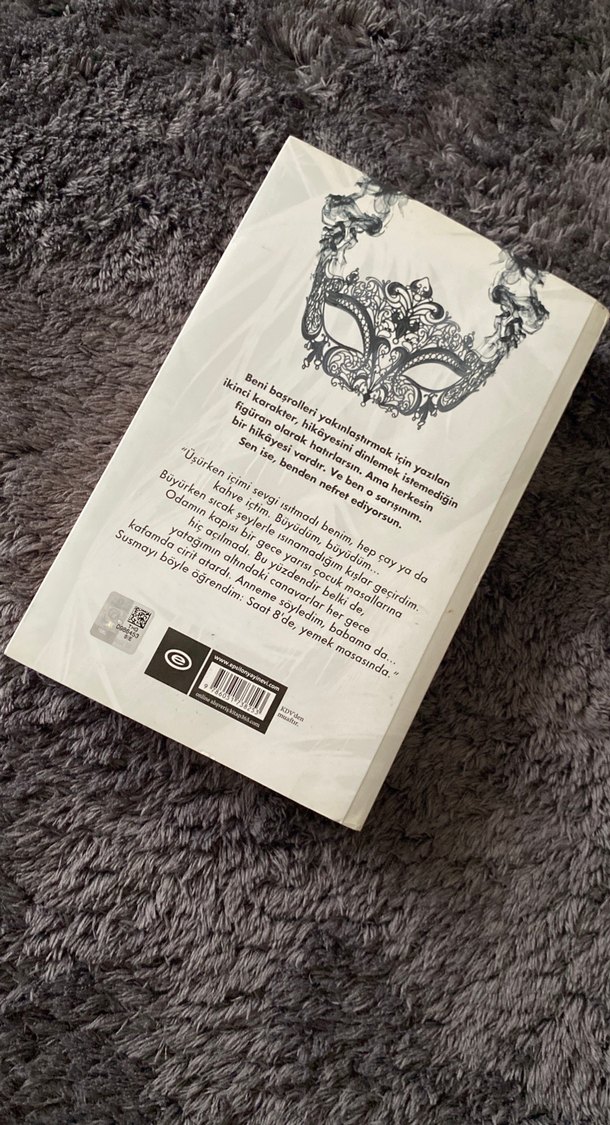 Beni başrolleri yakınlaştırmak için yazılan
ikinci karakter, hikâyesini dinlemek istemediğin
figüran olarak hatırlarsın. Ama herkesin
bir hikâyesi vardır. Ve ben o sarışınım.
Sen ise, benden nefret ediyorsun.
“Üşürken içimi sevgi ısıtmadı benim, hep çay ya da
kahve içtim. Büyüdüm, büyüdüm...
Büyürken sıcak şeylerle ısınamadığım kışlar geçirdim.
Odamın kapısı bir gece yarısı çocuk masallarına
hiç açılmadı. Bu yüzdendir belki de,
yatağımın altındaki canavarlar her gece
kafamda cirit atardı. Anneme söyledim, babama da...
Susmayı böyle öğrendim: Saat 8'de, yemek masasında.”
e
www.epsilonyayinevi.com
KDV'den
muaftır.